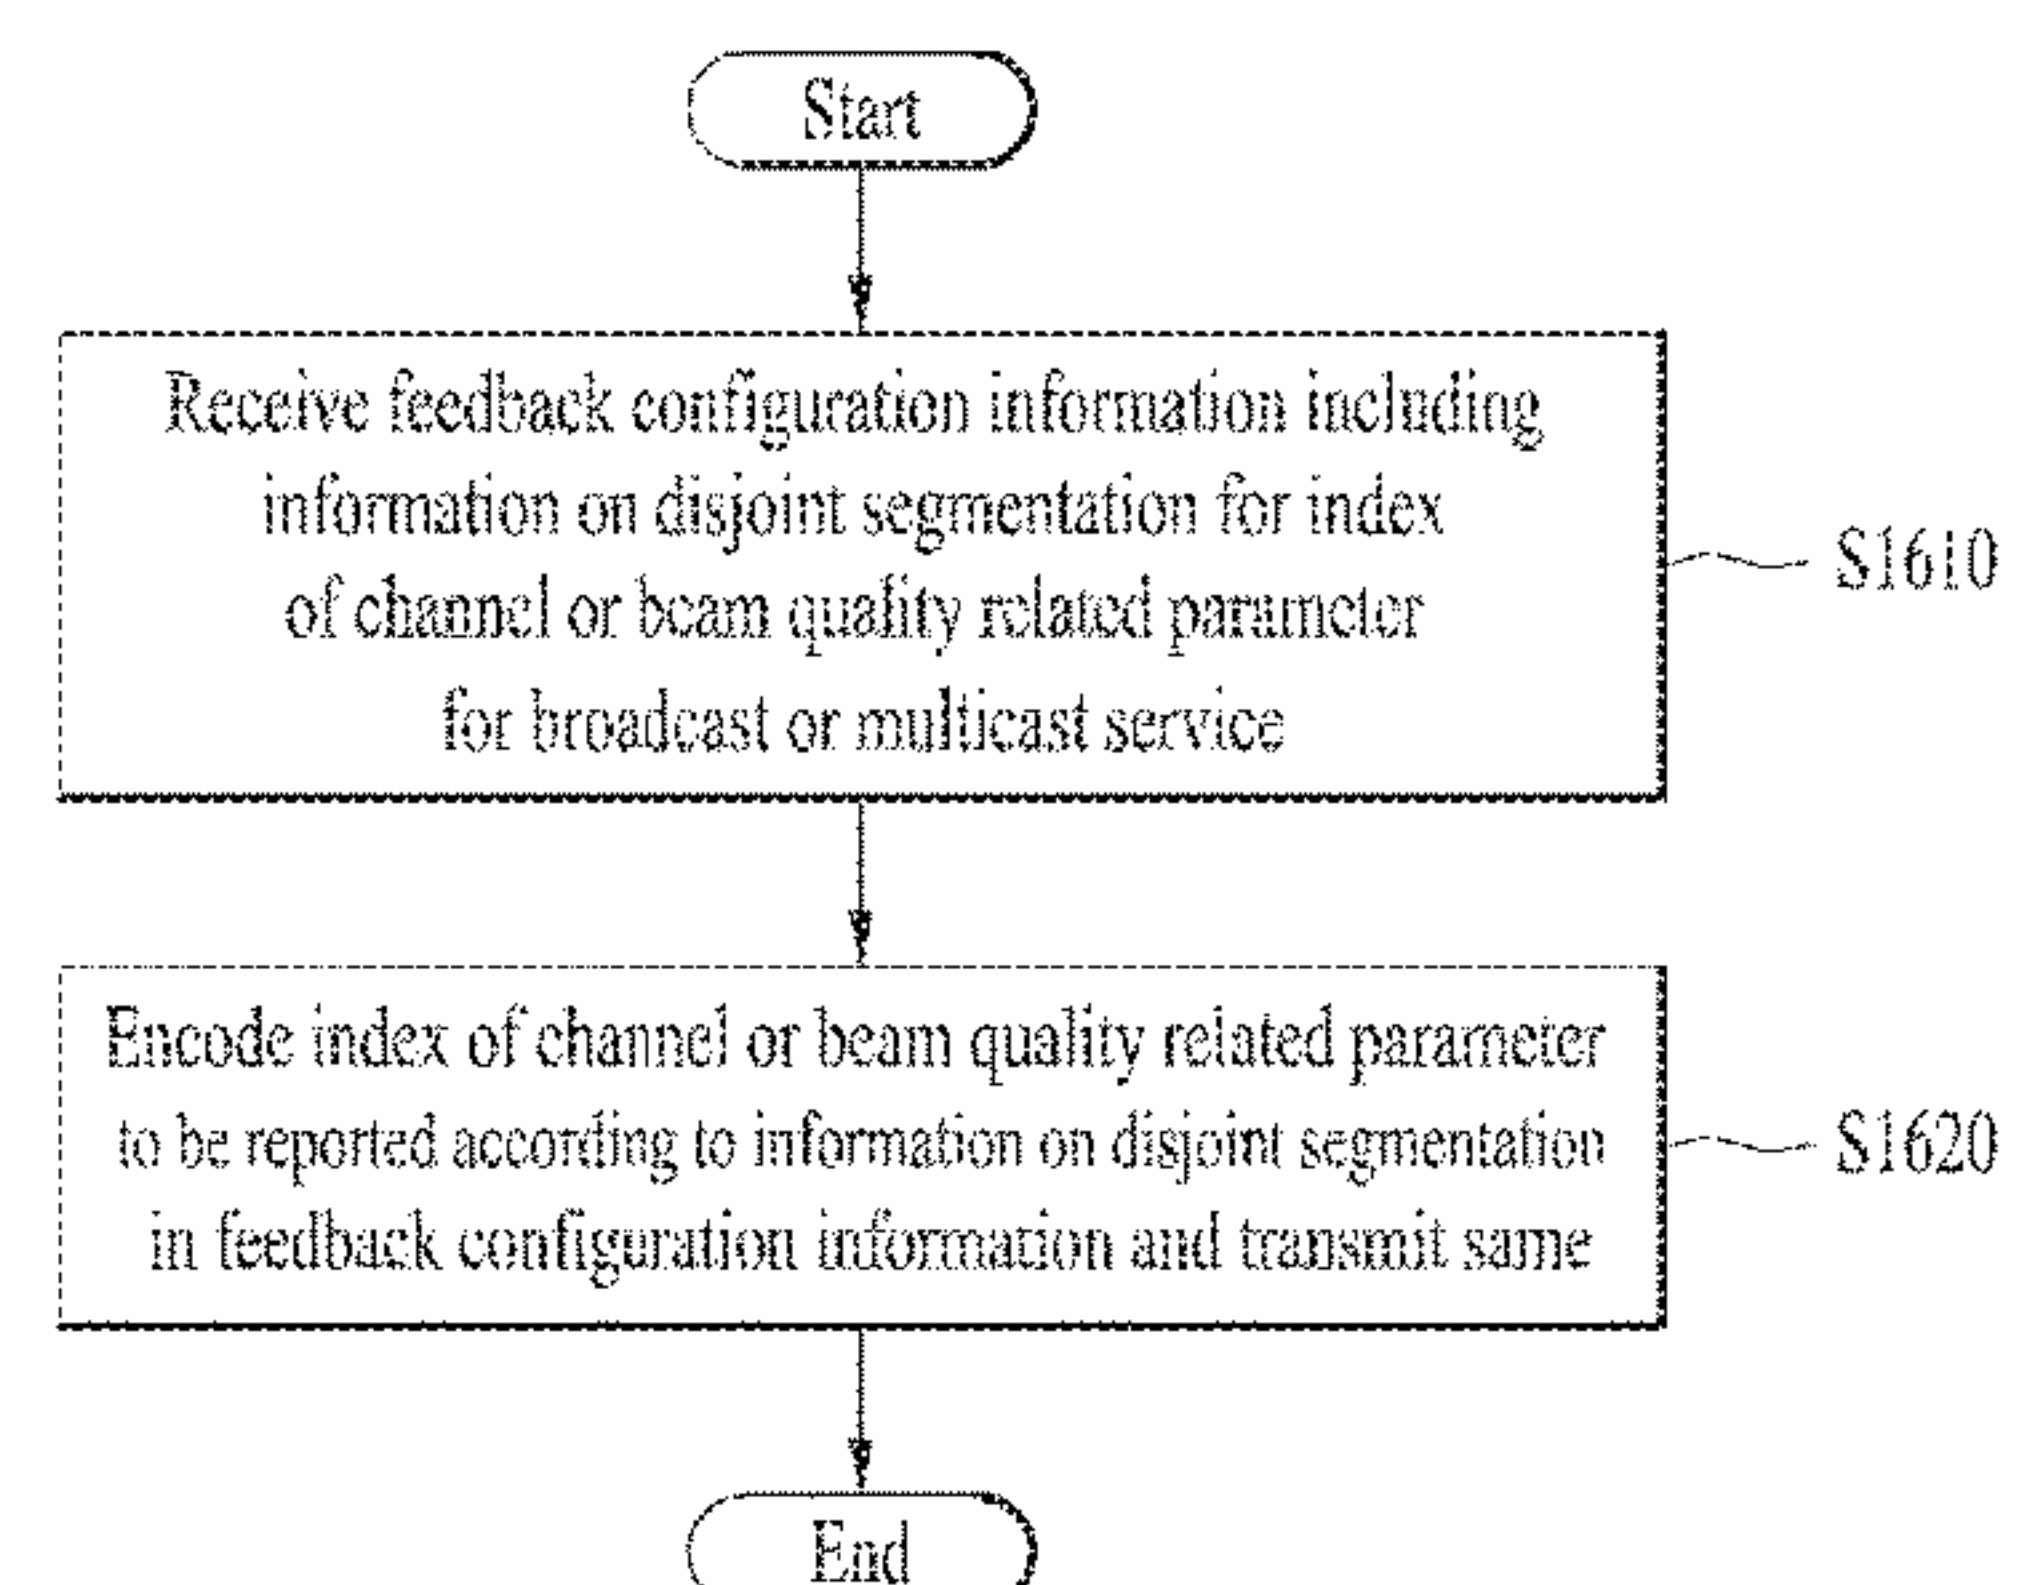 Start
Receive feedback configuration information including
information on disjoint segmentation for index
of channel or beam quality related parameter
for broadcast or multicast service
S1610
Encode index of channel or beam quality related parameter
to be reported according to information on disjoint segmentation
in feedback configuration information and transmit same
S1620
End